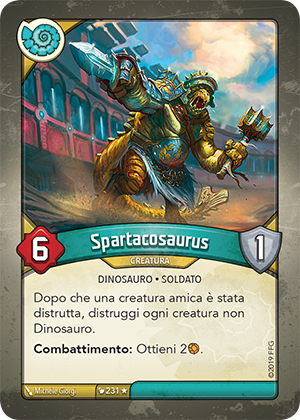 Spartacosaurus
6
CREATURA
1
DINOSAURO • SOLDATO
Dopo che una creatura amica è stata
distrutta, distruggi ogni creatura non
Dinosauro.
Combattimento: Ottieni 2
Michele Giorgi
231 ★
©2019 FFG